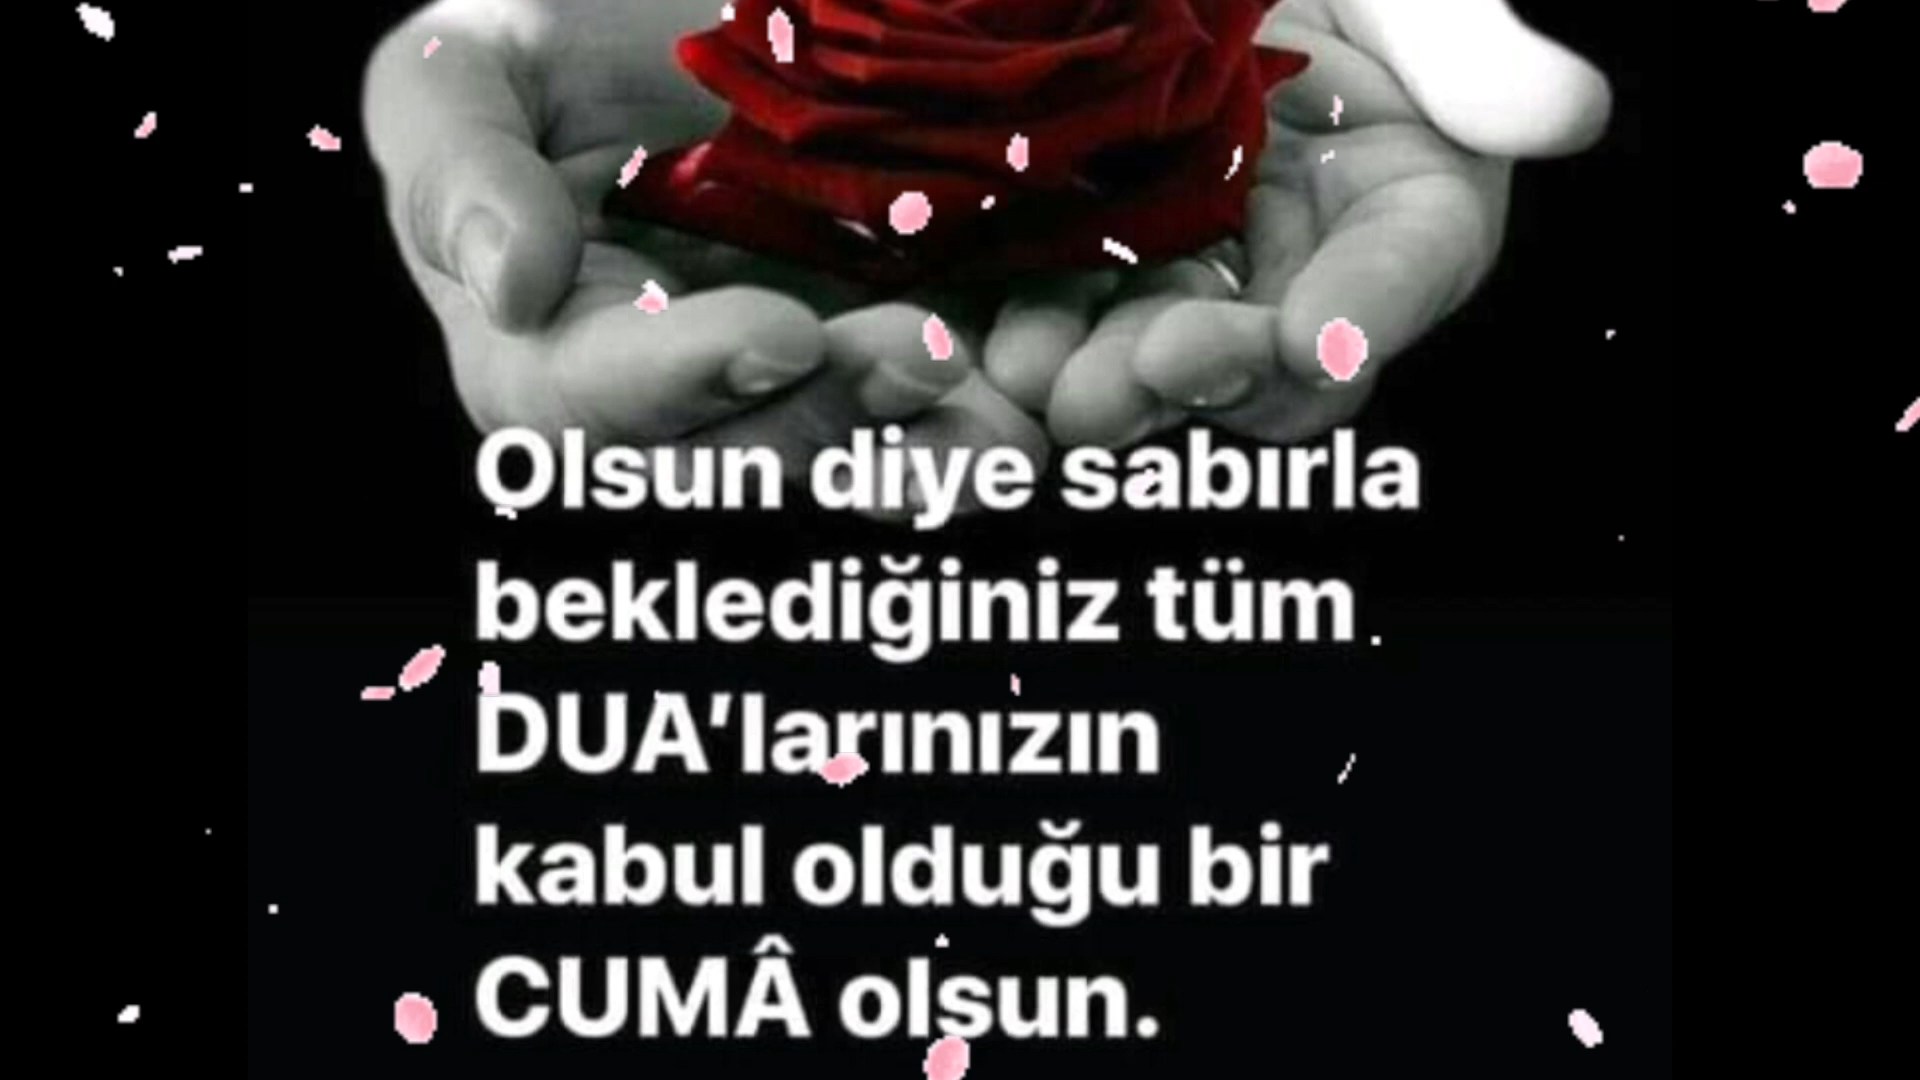 Olsun diye sabırla
beklediğiniz tüm
DUA'larınızın
kabul olduğu bir
CUMÂ olsun.